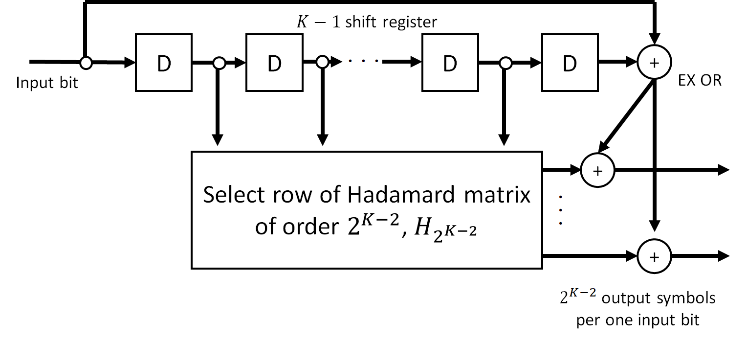 K − 1 shift register
Input bit
D
D
· · ·
D
D
+
EX OR
Select row of Hadamard matrix
of order 2^{K−2}, H_{2^{K−2}}
+
+
2^{K−2} output symbols
per one input bit